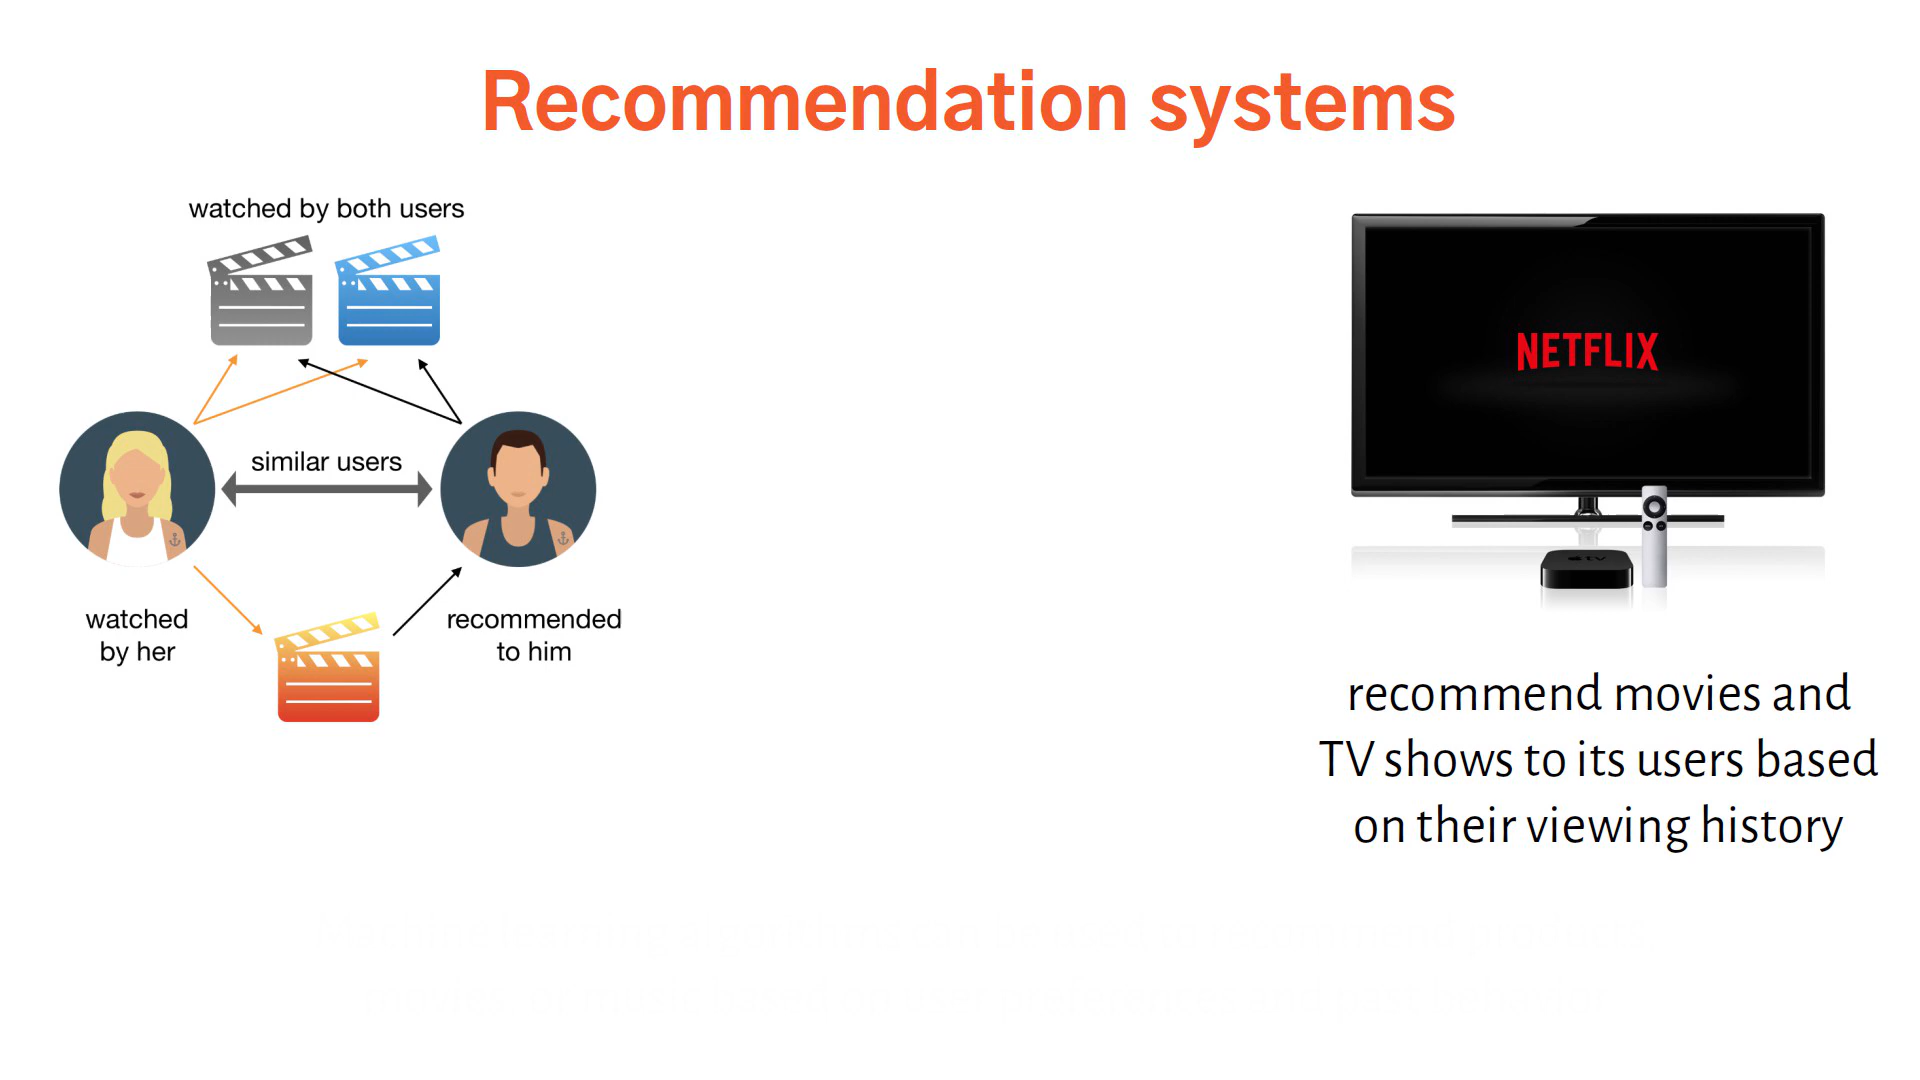 Recommendation systems
watched by both users
similar users
watched
by her
recommended
to him
NETFLIX
tv
recommend movies and
TV shows to its users based
on their viewing history